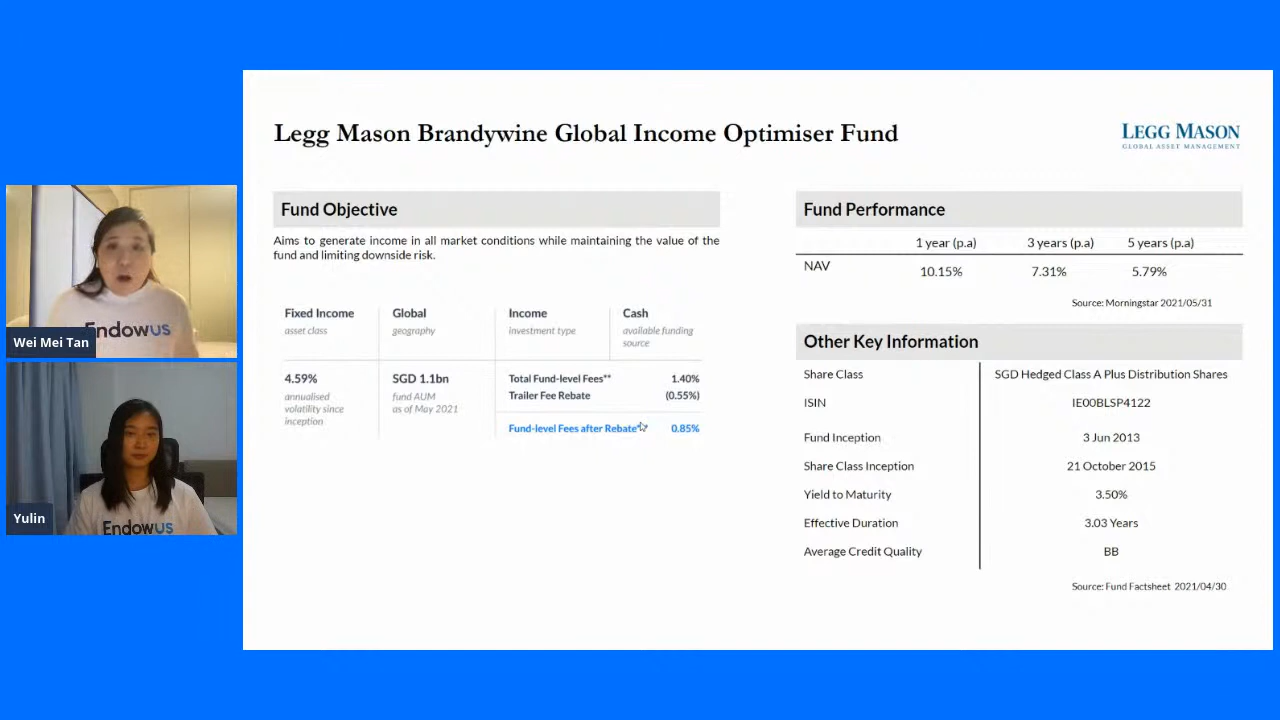 Legg Mason Brandywine Global Income Optimiser Fund
LEGG MASON
GLOBAL ASSET MANAGEMENT
Fund Objective
Aims to generate income in all market conditions while maintaining the value of the
fund and limiting downside risk.
Fixed Income
asset class
Global
geography
Income
investment type
Cash
available funding
source
4.59%
annualised
volatility since
inception
SGD 1.1bn
fund AUM
as of May 2021
Total Fund-level Fees** 1.40%
Trailer Fee Rebate (0.55%)
Fund-level Fees after Rebate** 0.85%
Fund Performance
1 year (p.a) 3 years (p.a) 5 years (p.a)
NAV 10.15% 7.31% 5.79%
Source: Morningstar 2021/05/31
Other Key Information
Share Class SGD Hedged Class A Plus Distribution Shares
ISIN IE00BLSP4122
Fund Inception 3 Jun 2013
Share Class Inception 21 October 2015
Yield to Maturity 3.50%
Effective Duration 3.03 Years
Average Credit Quality BB
Source: Fund Factsheet 2021/04/30
Endowus
Wei Mei Tan
Endowus
Yulin